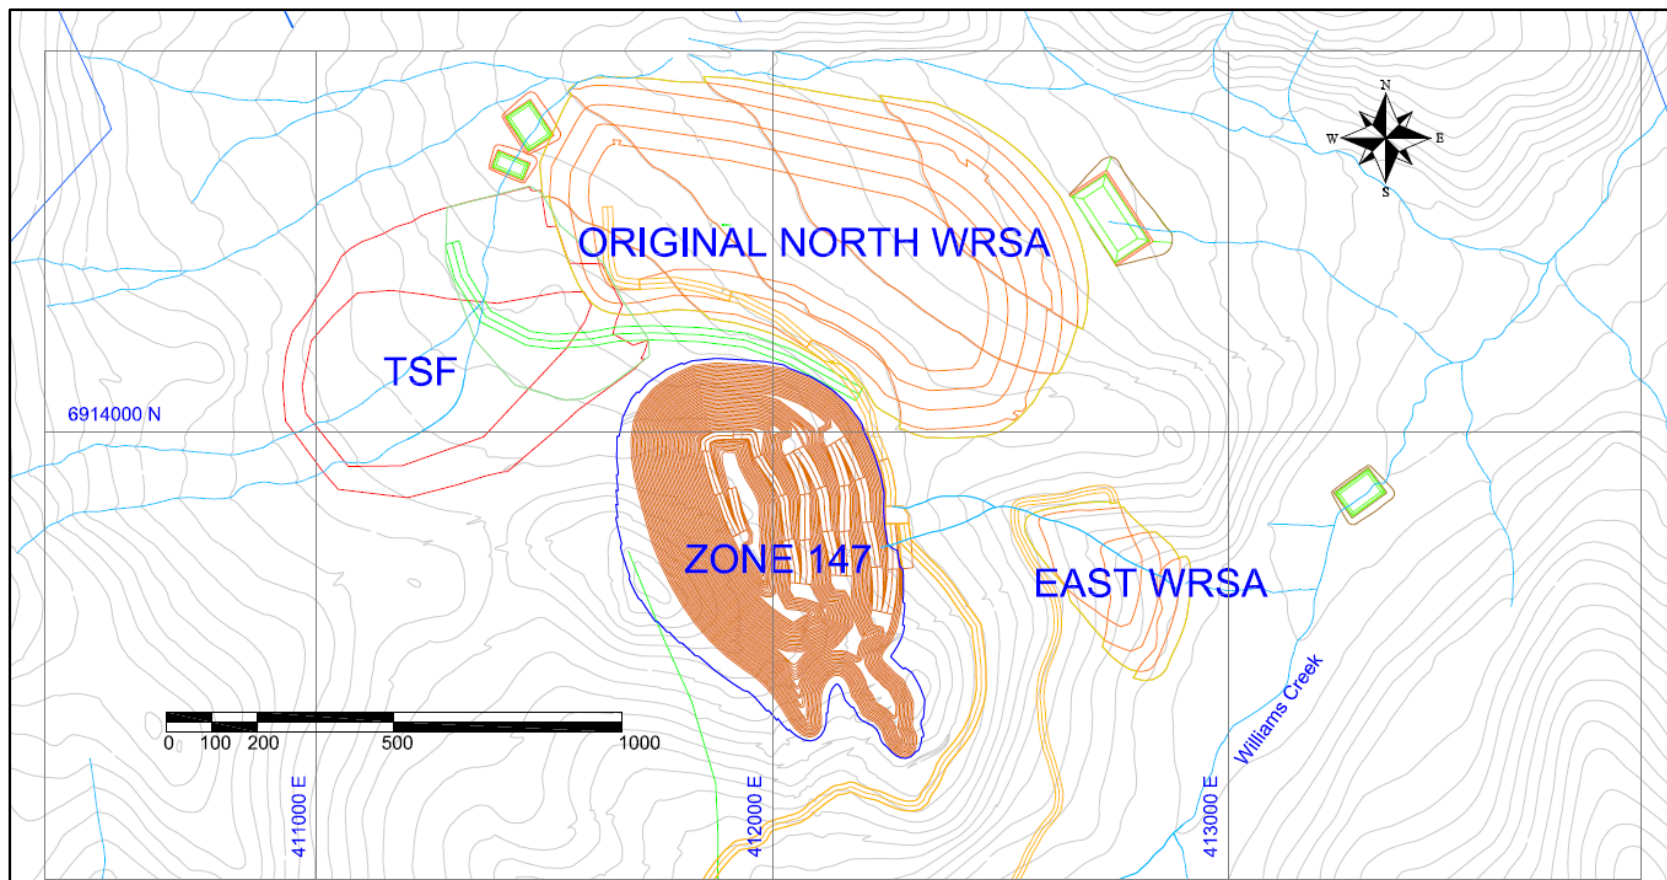 N
W E
S
ORIGINAL NORTH WRSA
TSF
6914000 N
ZONE 147
EAST WRSA
Williams Creek
0 100 200 500 1000
411000 E
412000 E
413000 E